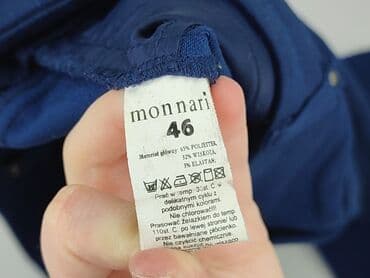 monnari
46
Materiał główny: 65% POLIESTER,
32% WISKOZA,
3% ELASTAN.
Prać w temp. 30st. C w
delikatnym cyklu z
podobnymi kolorami.
Nie chlorować!!!
Prasować żelazkiem do temp.
110st. C. po lewej stronie/ lub
przez bawełniane płócienko.
Nie czyścić chemicznie.